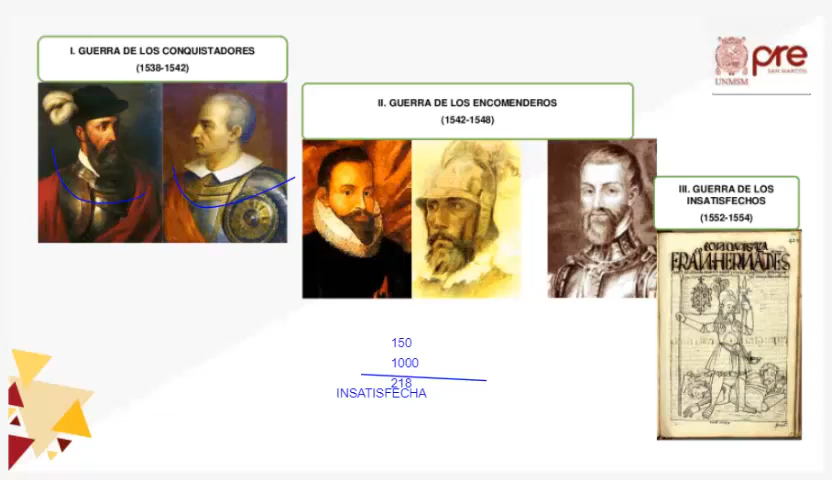 I. GUERRA DE LOS CONQUISTADORES
(1538-1542)
II. GUERRA DE LOS ENCOMENDEROS
(1542-1548)
UNMSM
pre
SAN MARCOS
III. GUERRA DE LOS
INSATISFECHOS
(1552-1554)
150
1000
218
INSATISFECHA